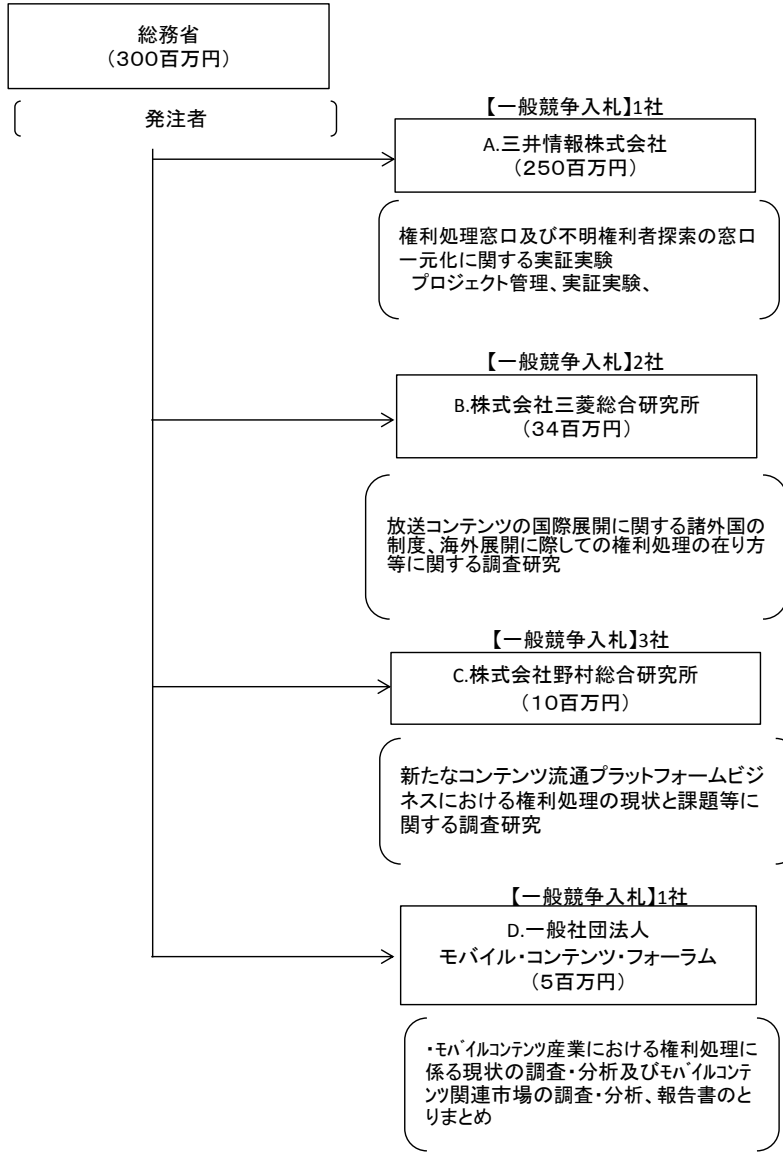 総務省
（300百万円）
発注者
【一般競争入札】1社
A.三井情報株式会社
（250百万円）
権利処理窓口及び不明権利者探索の窓口
一元化に関する実証実験
　プロジェクト管理、実証実験、
【一般競争入札】2社
B.株式会社三菱総合研究所
（34百万円）
放送コンテンツの国際展開に関する諸外国の
制度、海外展開に際しての権利処理の在り方
等に関する調査研究
【一般競争入札】3社
C.株式会社野村総合研究所
（10百万円）
新たなコンテンツ流通プラットフォームビジ
ネスにおける権利処理の現状と課題等に
関する調査研究
【一般競争入札】1社
D.一般社団法人
モバイル・コンテンツ・フォーラム
（5百万円）
・ﾓﾊﾞｲﾙコンテンツ産業における権利処理に
係る現状の調査・分析及びﾓﾊﾞｲﾙコンテ
ンツ関連市場の調査・分析、報告書のと
りまとめ